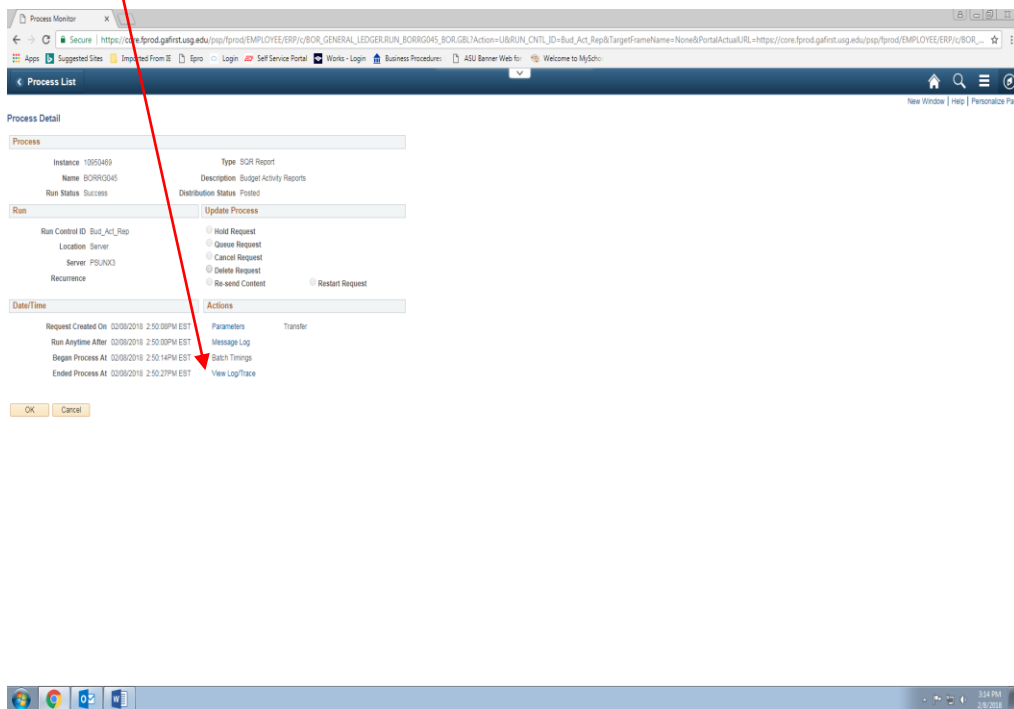 Process Monitor
Secure | https://core.fprod.gafirst.usg.edu/psp/fprod/EMPLOYEE/ERP/c/BOR_GENERAL_LEDGER.RUN_BORRG045_BOR.GBL?Action=U&RUN_CNTL_ID=Bud_Act_Rep&TargetFrameName=None&PortalActualURL=https://core.fprod.gafirst.usg.edu/psp/fprod/EMPLOYEE/ERP/c/BOR_...
Apps Suggested Sites Imported From IE Epro Login Self Service Portal Works - Login Business Procedures ASU Banner Web for Welcome to MyScho
Process List
New Window | Help | Personalize Pa
Process Detail
Process
Instance 10950469 Type SQR Report
Name BORRG045 Description Budget Activity Reports
Run Status Success Distribution Status Posted
Run Update Process
Run Control ID Bud_Act_Rep Hold Request
Location Server Queue Request
Server PSUNX3 Cancel Request
Recurrence Delete Request
Re-send Content Restart Request
Date/Time Actions
Request Created On 02/08/2018 2:50:08PM EST Parameters Transfer
Run Anytime After 02/08/2018 2:50:00PM EST Message Log
Began Process At 02/08/2018 2:50:14PM EST Batch Timings
Ended Process At 02/08/2018 2:50:27PM EST View Log/Trace
OK Cancel
3:14 PM
2/8/2018